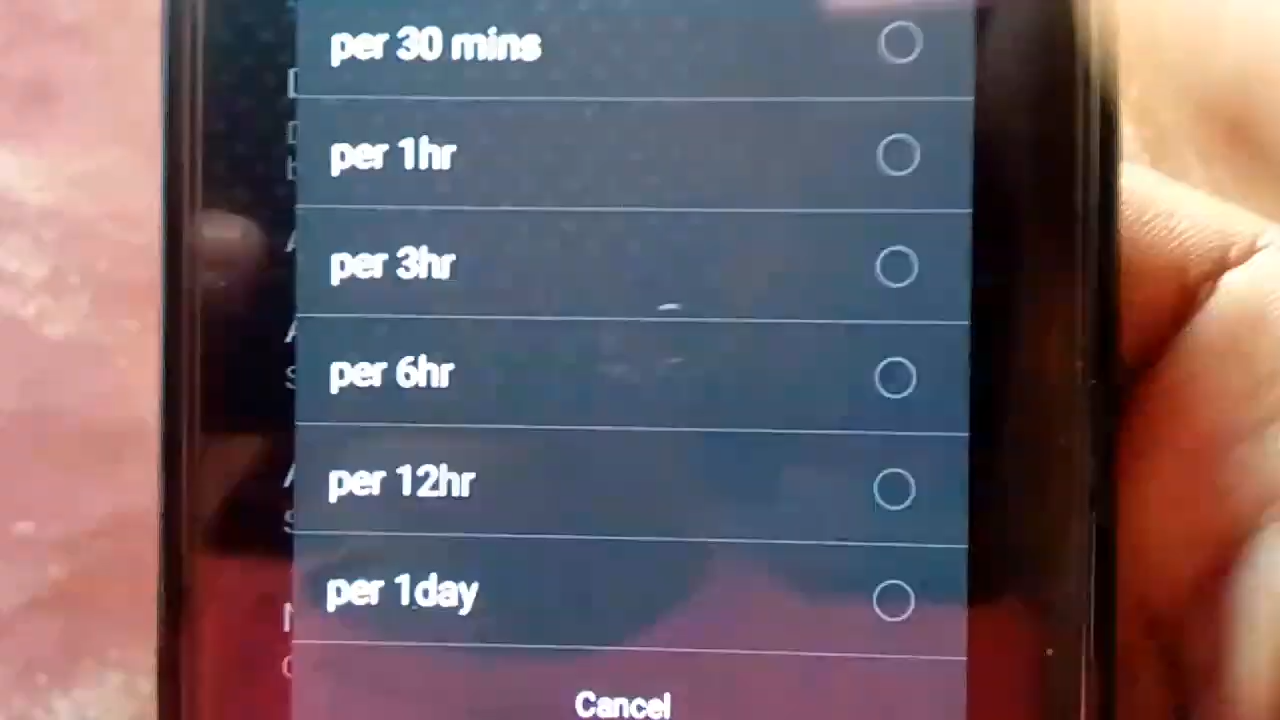 per 30 mins
per 1hr
per 3hr
per 6hr
per 12hr
per 1day
Cancel